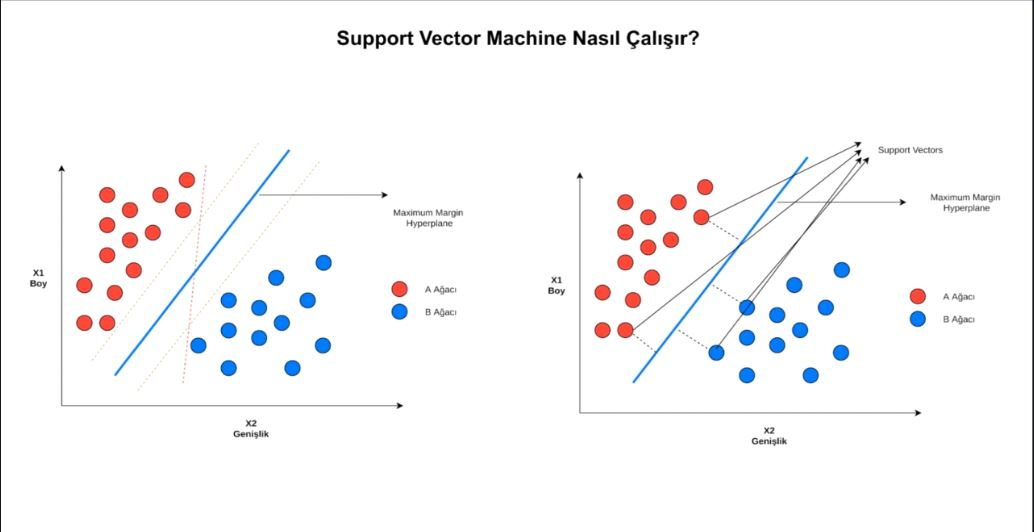 Support Vector Machine Nasıl Çalışır?
Maximum Margin
Hyperplane
X1
Boy
A Ağacı
B Ağacı
X2
Genişlik
Support Vectors
Maximum Margin
Hyperplane
X1
Boy
A Ağacı
B Ağacı
X2
Genişlik